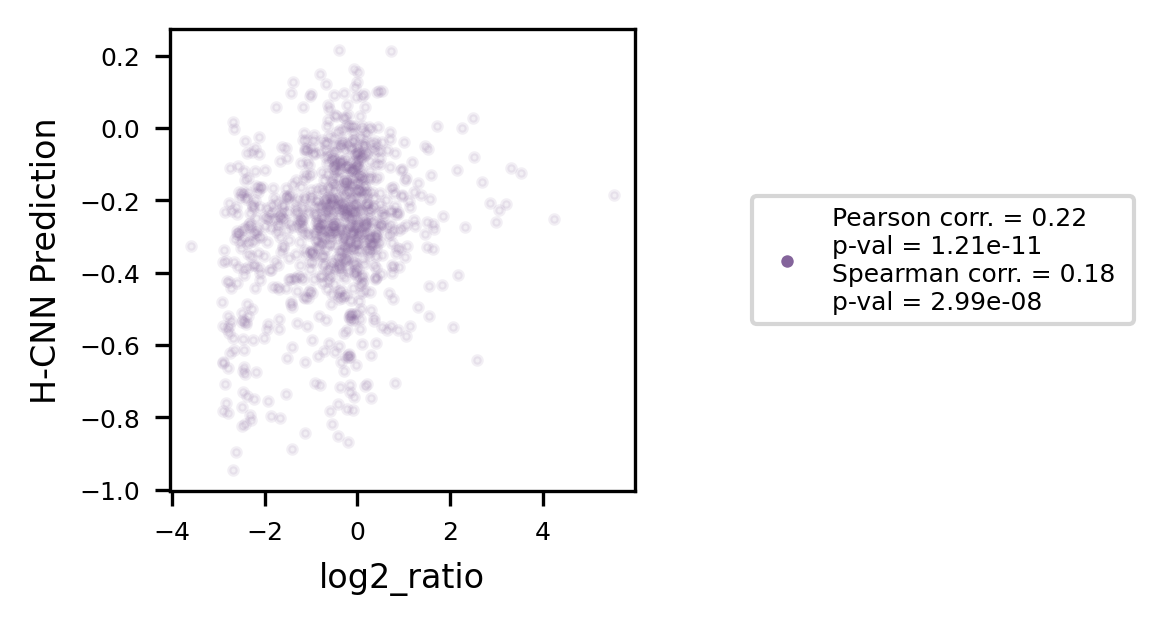 H-CNN Prediction
0.2
0.0
−0.2
−0.4
−0.6
−0.8
−1.0
−4
−2
0
2
4
log2_ratio
Pearson corr. = 0.22
p-val = 1.21e-11
Spearman corr. = 0.18
p-val = 2.99e-08